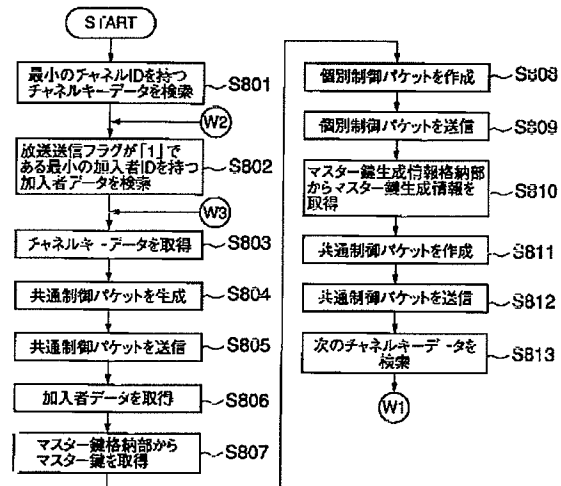 START
最小のチャネルIDを持つ
チャネルキーデータを検索
S801
W2
放送送信フラグが「1」で
ある最小の加入者IDを持つ
加入者データを検索
S802
W3
チャネルキーデータを取得
S803
共通制御パケットを生成
S804
共通制御パケットを送信
S805
加入者データを取得
S806
マスター鍵格納部から
マスター鍵を取得
S807
個別制御パケットを作成
S808
個別制御パケットを送信
S809
マスター鍵生成情報格納部
からマスター鍵生成情報を
取得
S810
共通制御パケットを作成
S811
共通制御パケットを送信
S812
次のチャネルキーデータを
検索
S813
W1